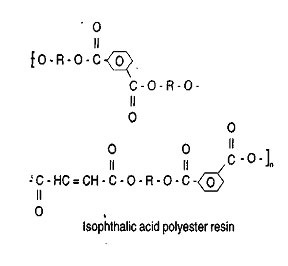 O
[O-R-O-C O C-O-R-O-
O
O O O
-C-HC=CH-C-O-R-O-C O C-O-]n
O
Isophthalic acid polyester resin